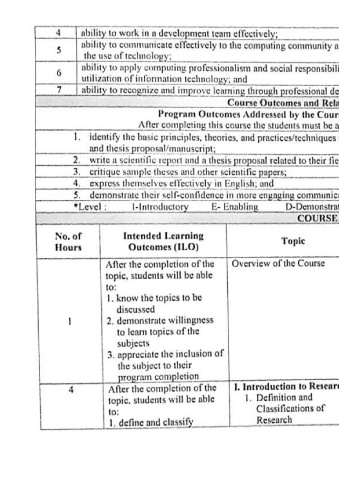 4 ability to work in a development team effectively;
5 ability to communicate effectively to the computing community a
the use of technology;
6 ability to apply computing professionalism and social responsibili
utilization of information technology; and
7 ability to recognize and improve learning through professional de
Course Outcomes and Rela
Program Outcomes Addressed by the Cour
After completing this course the students must be a
1. identify the basic principles, theories, and practices/techniques
and thesis proposal/manuscript;
2. write a scientific report and a thesis proposal related to their fie
3. critique sample theses and other scientific papers;
4. express themselves effectively in English; and
5. demonstrate their self-confidence in more engaging communic
*Level : I-Introductory E- Enabling D-Demonstrat
COURSE
No. of Hours
Intended Learning Outcomes (ILO)
Topic
1
After the completion of the
topic, students will be able
to:
1. know the topics to be
discussed
2. demonstrate willingness
to learn topics of the
subjects
3. appreciate the inclusion of
the subject to their
program completion
Overview of the Course
4
After the completion of the
topic, students will be able
to:
1. define and classify
I. Introduction to Resear
1. Definition and
Classifications of
Research